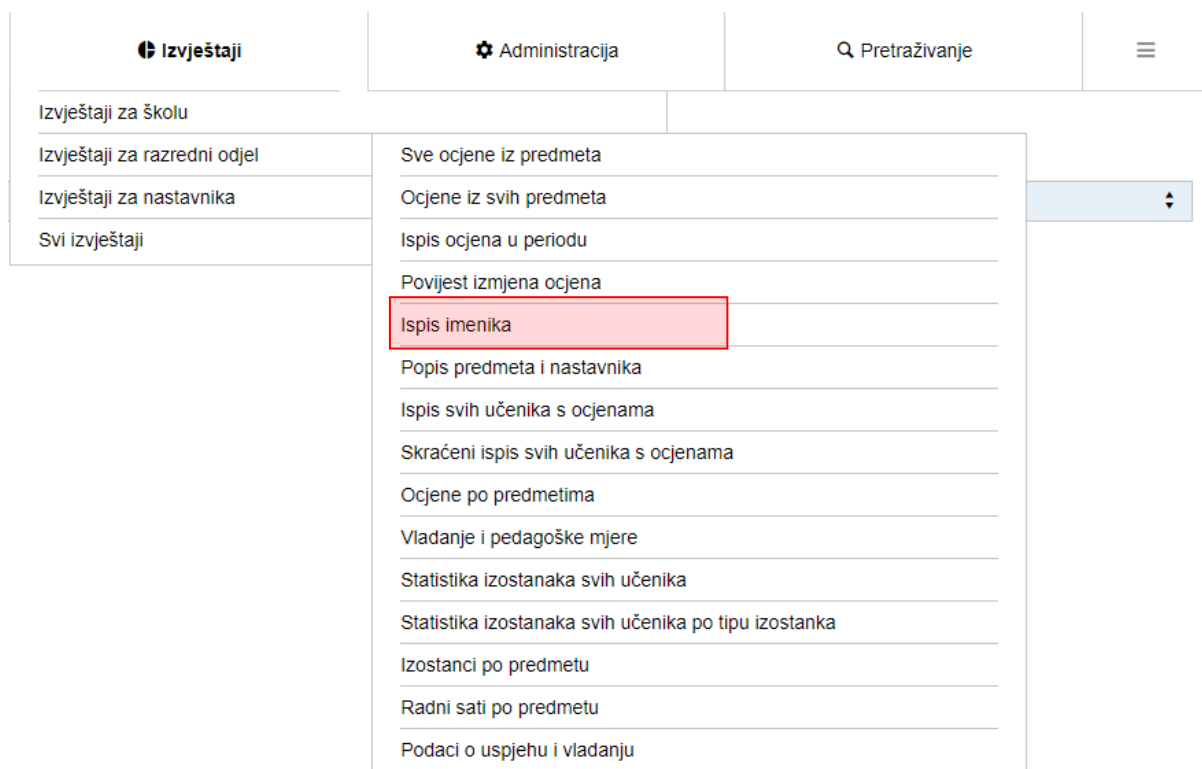 Izvještaji
Administracija
Pretraživanje
Izvještaji za školu
Izvještaji za razredni odjel
Izvještaji za nastavnika
Svi izvještaji
Sve ocjene iz predmeta
Ocjene iz svih predmeta
Ispis ocjena u periodu
Povijest izmjena ocjena
Ispis imenika
Popis predmeta i nastavnika
Ispis svih učenika s ocjenama
Skraćeni ispis svih učenika s ocjenama
Ocjene po predmetima
Vladanje i pedagoške mjere
Statistika izostanaka svih učenika
Statistika izostanaka svih učenika po tipu izostanka
Izostanci po predmetu
Radni sati po predmetu
Podaci o uspjehu i vladanju